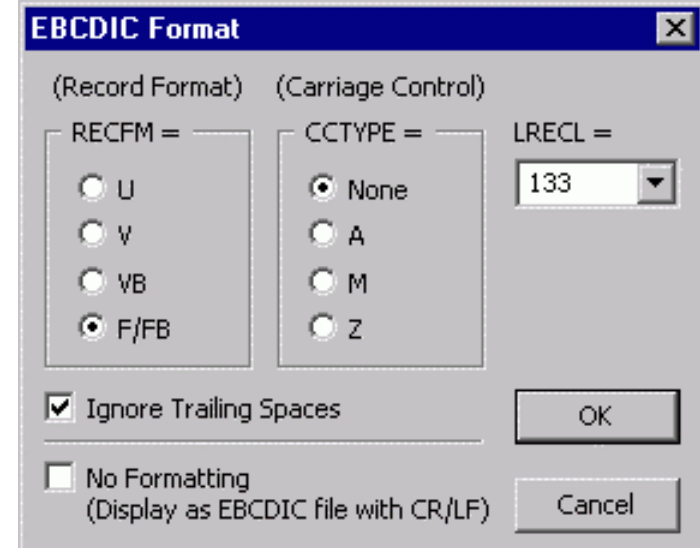 EBCDIC Format
(Record Format) (Carriage Control)
RECFM = CCTYPE = LRECL =
U None 133
V A
VB M
F/FB Z
Ignore Trailing Spaces OK
No Formatting
(Display as EBCDIC file with CR/LF) Cancel